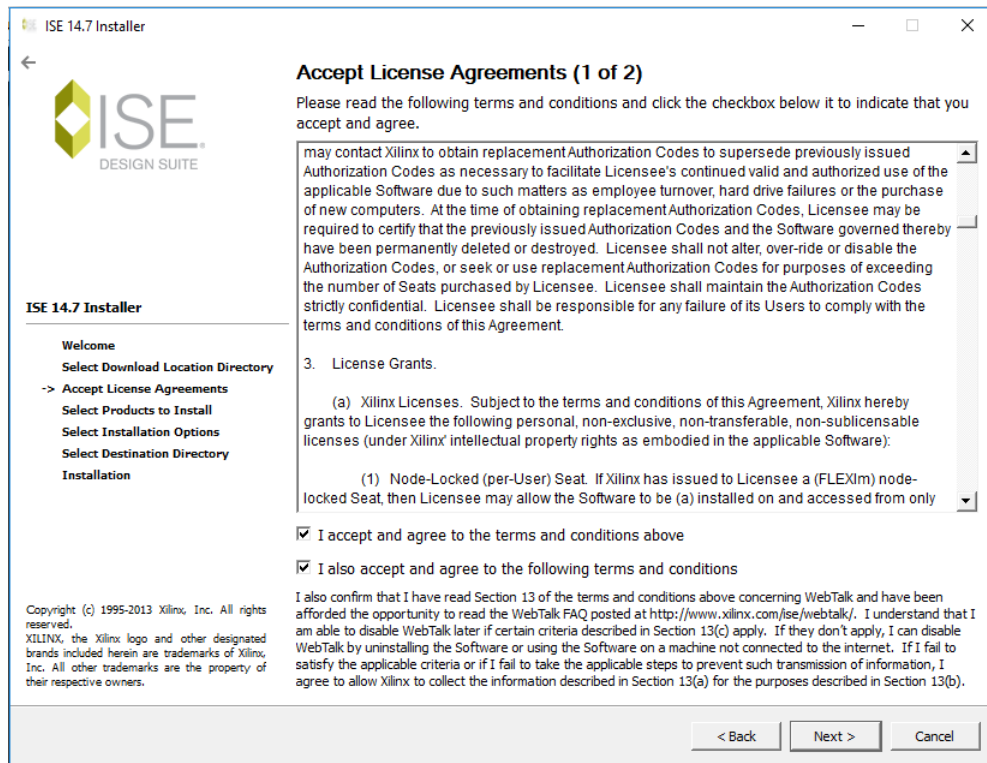 ISE 14.7 Installer
ISE.
DESIGN SUITE
ISE 14.7 Installer
Welcome
Select Download Location Directory
-> Accept License Agreements
Select Products to Install
Select Installation Options
Select Destination Directory
Installation
Copyright (c) 1995-2013 Xilinx, Inc. All rights
reserved.
XILINX, the Xilinx logo and other designated
brands included herein are trademarks of Xilinx,
Inc. All other trademarks are the property of
their respective owners.
Accept License Agreements (1 of 2)
Please read the following terms and conditions and click the checkbox below it to indicate that you
accept and agree.
may contact Xilinx to obtain replacement Authorization Codes to supersede previously issued
Authorization Codes as necessary to facilitate Licensee's continued valid and authorized use of the
applicable Software due to such matters as employee turnover, hard drive failures or the purchase
of new computers. At the time of obtaining replacement Authorization Codes, Licensee may be
required to certify that the previously issued Authorization Codes and the Software governed thereby
have been permanently deleted or destroyed. Licensee shall not alter, over-ride or disable the
Authorization Codes, or seek or use replacement Authorization Codes for purposes of exceeding
the number of Seats purchased by Licensee. Licensee shall maintain the Authorization Codes
strictly confidential. Licensee shall be responsible for any failure of its Users to comply with the
terms and conditions of this Agreement.
3. License Grants.
(a) Xilinx Licenses. Subject to the terms and conditions of this Agreement, Xilinx hereby
grants to Licensee the following personal, non-exclusive, non-transferable, non-sublicensable
licenses (under Xilinx' intellectual property rights as embodied in the applicable Software):
(1) Node-Locked (per-User) Seat. If Xilinx has issued to Licensee a (FLEXlm) node-
locked Seat, then Licensee may allow the Software to be (a) installed on and accessed from only
I accept and agree to the terms and conditions above
I also accept and agree to the following terms and conditions
I also confirm that I have read Section 13 of the terms and conditions above concerning WebTalk and have been
afforded the opportunity to read the WebTalk FAQ posted at http://www.xilinx.com/ise/webtalk/. I understand that I
am able to disable WebTalk later if certain criteria described in Section 13(c) apply. If they don't apply, I can disable
WebTalk by uninstalling the Software or using the Software on a machine not connected to the internet. If I fail to
satisfy the applicable criteria or if I fail to take the applicable steps to prevent such transmission of information, I
agree to allow Xilinx to collect the information described in Section 13(a) for the purposes described in Section 13(b).
< Back
Next >
Cancel